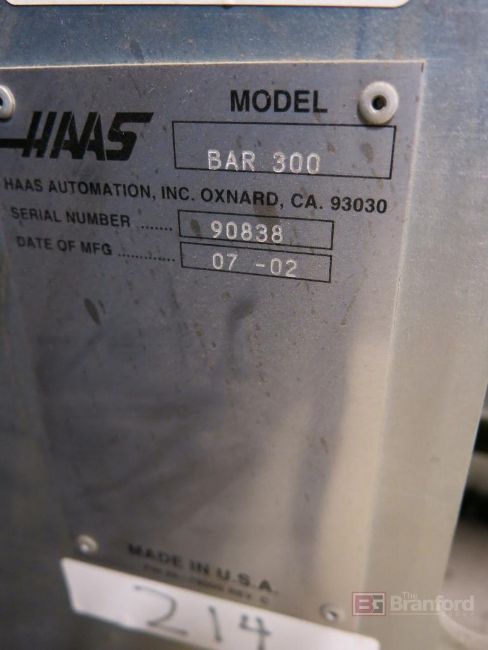 MODEL
HAAS
BAR 300
HAAS AUTOMATION, INC. OXNARD, CA. 93030
SERIAL NUMBER ....... 90838
DATE OF MFG ............. 07 -02
MADE IN U.S.A.
214
BG The Branford